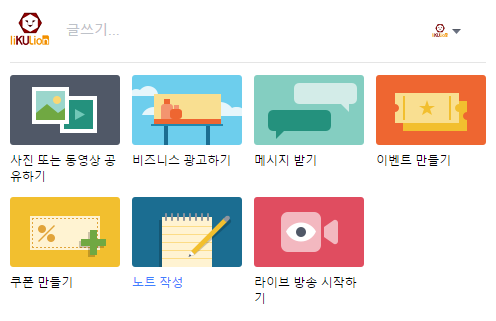 liKULion
글쓰기...
사진 또는 동영상 공
유하기
비즈니스 광고하기
메시지 받기
이벤트 만들기
쿠폰 만들기
노트 작성
라이브 방송 시작하
기